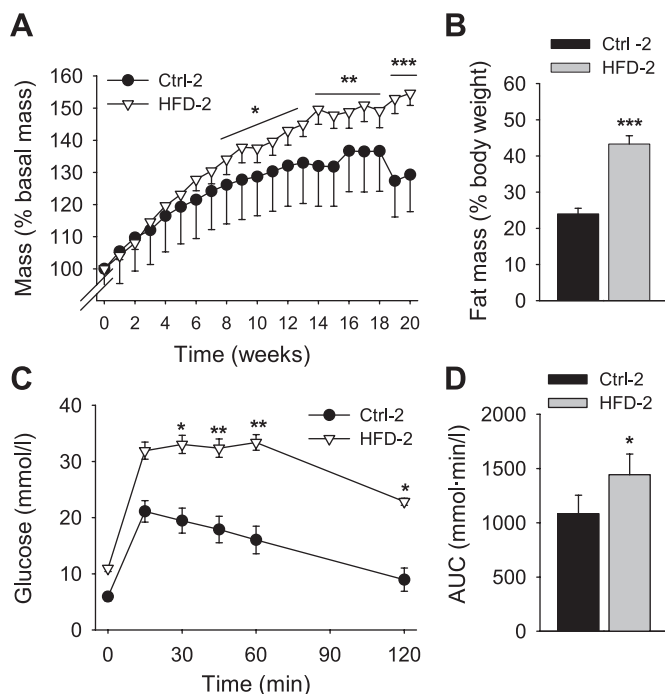 A
Ctrl-2
HFD-2
*
**
***
Mass (% basal mass)
160
150
140
130
120
110
100
0 2 4 6 8 10 12 14 16 18 20
Time (weeks)
B
Ctrl -2
HFD-2
***
Fat mass (% body weight)
60
50
40
30
20
10
0
C
Ctrl-2
HFD-2
* ** ** *
Glucose (mmol/l)
40
30
20
10
0
0 30 60 90 120
Time (min)
D
Ctrl-2
HFD-2
*
AUC (mmol·min/l)
2000
1500
1000
500
0